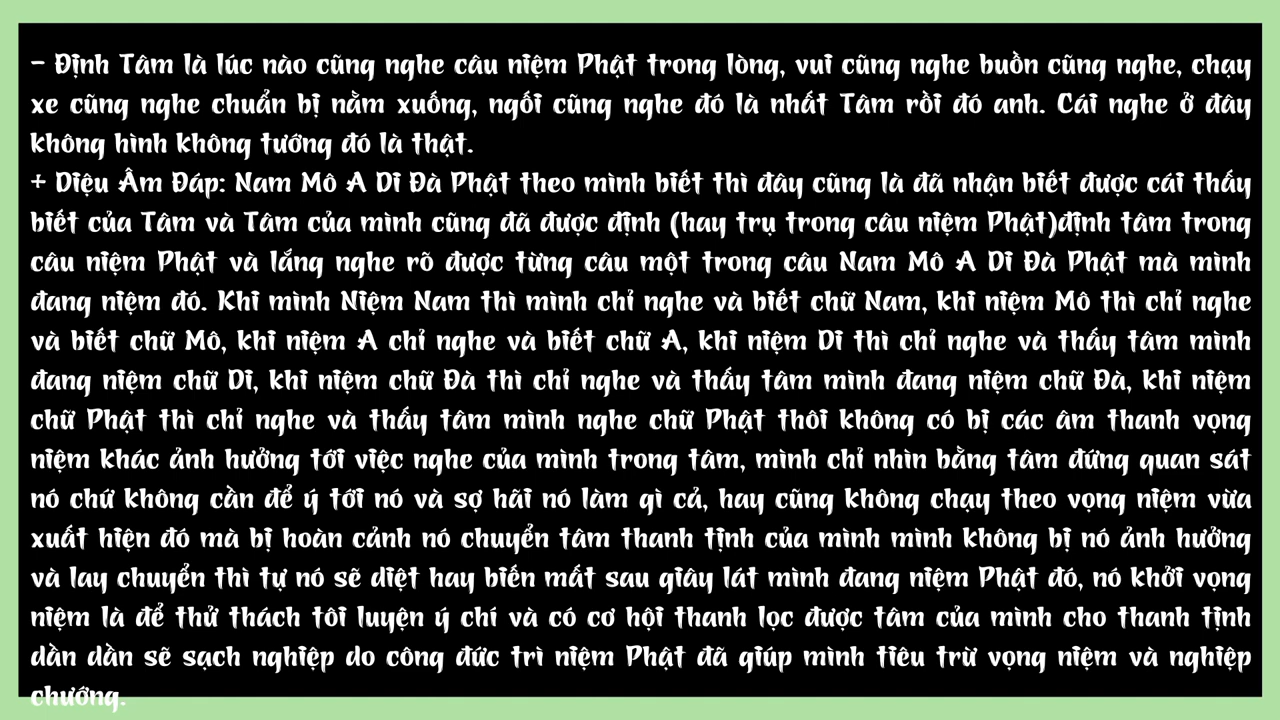 – Định Tâm là lúc nào cũng nghe câu niệm Phật trong lòng, vui cũng nghe buồn cũng nghe, chạy
xe cũng nghe chuẩn bị nằm xuống, ngối cũng nghe đó là nhất Tâm rồi đó anh. Cái nghe ở đây
không hình không tướng đó là thật.
+ Diệu Âm Đáp: Nam Mô A Di Đà Phật theo mình biết thì đây cũng là đã nhận biết được cái thấy
biết của Tâm và Tâm của mình cũng đã được định (hay trụ trong câu niệm Phật)định tâm trong
câu niệm Phật và lắng nghe rõ được từng câu một trong câu Nam Mô A Di Đà Phật mà mình
đang niệm đó. Khi mình Niệm Nam thì mình chỉ nghe và biết chữ Nam, khi niệm Mô thì chỉ nghe
và biết chữ Mô, khi niệm A chỉ nghe và biết chữ A, khi niệm Di thì chỉ nghe và thấy tâm mình
đang niệm chữ Di, khi niệm chữ Đà thì chỉ nghe và thấy tâm mình đang niệm chữ Đà, khi niệm
chữ Phật thì chỉ nghe và thấy tâm mình nghe chữ Phật thôi không có bị các âm thanh vọng
niệm khác ảnh hưởng tới việc nghe của mình trong tâm, mình chỉ nhìn bằng tâm đứng quan sát
nó chứ không cần để ý tới nó và sợ hãi nó làm gì cả, hay cũng không chạy theo vọng niệm vừa
xuất hiện đó mà bị hoàn cảnh nó chuyển tâm thanh tịnh của mình mình không bị nó ảnh hưởng
và lay chuyển thì tự nó sẽ diệt hay biến mất sau giây lát mình đang niệm Phật đó, nó khởi vọng
niệm là để thử thách tôi luyện ý chí và có cơ hội thanh lọc được tâm của mình cho thanh tịnh
dần dần sẽ sạch nghiệp do công đức trì niệm Phật đã giúp mình tiêu trừ vọng niệm và nghiệp
chướng.